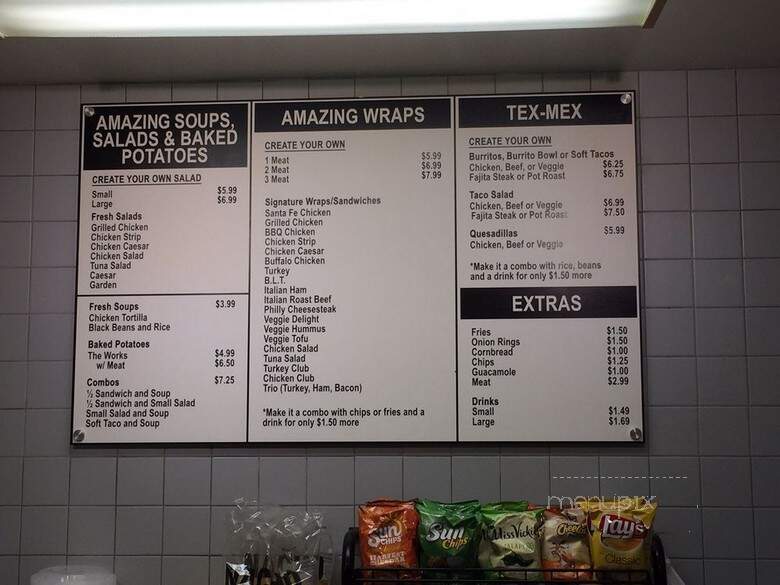 AMAZING SOUPS,
SALADS & BAKED
POTATOES
CREATE YOUR OWN SALAD
Small $5.99
Large $6.99
Fresh Salads
Grilled Chicken
Chicken Strip
Chicken Caesar
Chicken Salad
Tuna Salad
Caesar
Garden
Fresh Soups $3.99
Chicken Tortilla
Black Beans and Rice
Baked Potatoes
The Works $4.99
w/ Meat $6.50
Combos $7.25
½ Sandwich and Soup
½ Sandwich and Small Salad
Small Salad and Soup
Soft Taco and Soup
AMAZING WRAPS
CREATE YOUR OWN
1 Meat $5.99
2 Meat $6.99
3 Meat $7.99
Signature Wraps/Sandwiches
Santa Fe Chicken
Grilled Chicken
BBQ Chicken
Chicken Strip
Chicken Caesar
Buffalo Chicken
Turkey
B.L.T.
Italian Ham
Italian Roast Beef
Philly Cheesesteak
Veggie Delight
Veggie Hummus
Veggie Tofu
Chicken Salad
Tuna Salad
Turkey Club
Chicken Club
Trio (Turkey, Ham, Bacon)
*Make it a combo with chips or fries and a
drink for only $1.50 more
TEX-MEX
CREATE YOUR OWN
Burritos, Burrito Bowl or Soft Tacos
Chicken, Beef, or Veggie $6.25
Fajita Steak or Pot Roast $6.75
Taco Salad
Chicken, Beef or Veggie $6.99
Fajita Steak or Pot Roast $7.50
Quesadillas $5.99
Chicken, Beef or Veggie
*Make it a combo with rice, beans
and a drink for only $1.50 more
EXTRAS
Fries $1.50
Onion Rings $1.50
Cornbread $1.00
Chips $1.25
Guacamole $1.00
Meat $2.99
Drinks
Small $1.49
Large $1.69
menupix
Sun
CHIPS
HARVEST
CHEDDAR
Sun
Chips
Miss Vickie's
JALAPEÑO
Cheetos
Lay's
Classic